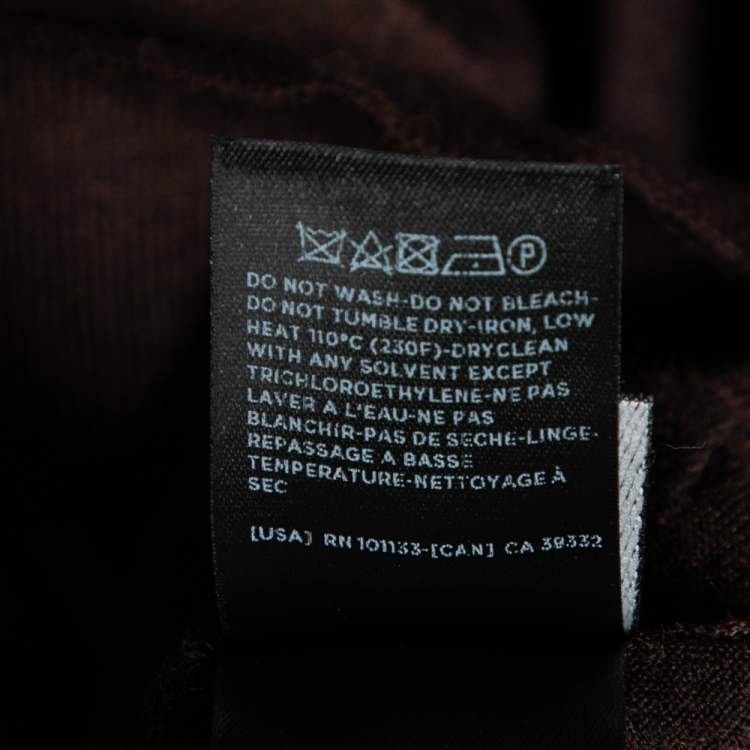 P
DO NOT WASH-DO NOT BLEACH-
DO NOT TUMBLE DRY-IRON, LOW
HEAT 110°C (230F)-DRYCLEAN
WITH ANY SOLVENT EXCEPT
TRICHLOROETHYLENE-NE PAS
LAVER A L'EAU-NE PAS
BLANCHIR-PAS DE SECHE-LINGE-
REPASSAGE A BASSE
TEMPERATURE-NETTOYAGE À
SEC
[USA] RN 101133-[CAN] CA 39332